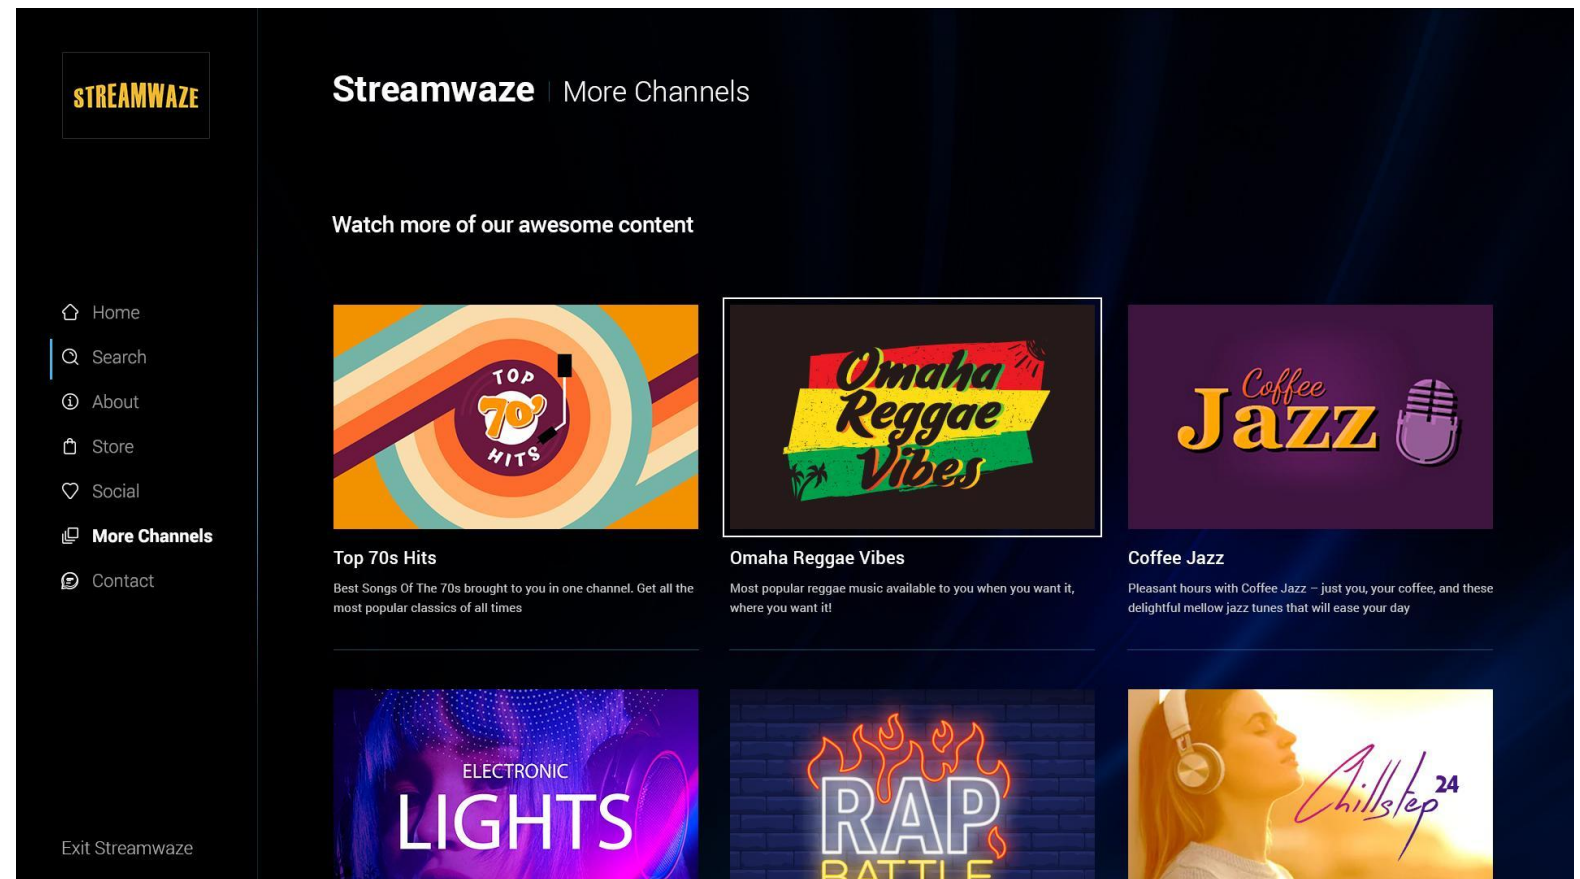 STREAMWAZE
Streamwaze | More Channels
Watch more of our awesome content
Home
Search
About
Store
Social
More Channels
Contact
Exit Streamwaze
TOP
70'
HITS
Omaha
Reggae
Vibes
Coffee
Jazz
Top 70s Hits
Best Songs Of The 70s brought to you in one channel. Get all the
most popular classics of all times
Omaha Reggae Vibes
Most popular reggae music available to you when you want it,
where you want it!
Coffee Jazz
Pleasant hours with Coffee Jazz – just you, your coffee, and these
delightful mellow jazz tunes that will ease your day
ELECTRONIC
LIGHTS
RAP
BATTLE
Chillstep 24